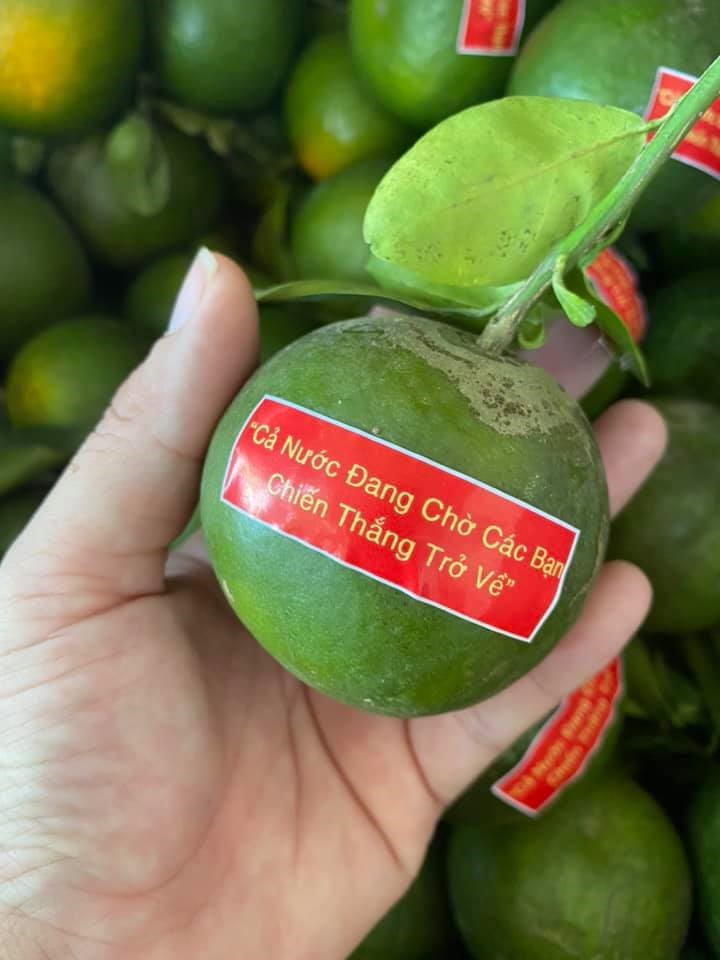 “Cả Nước Đang Chờ Các Bạn
Chiến Thắng Trở Về”